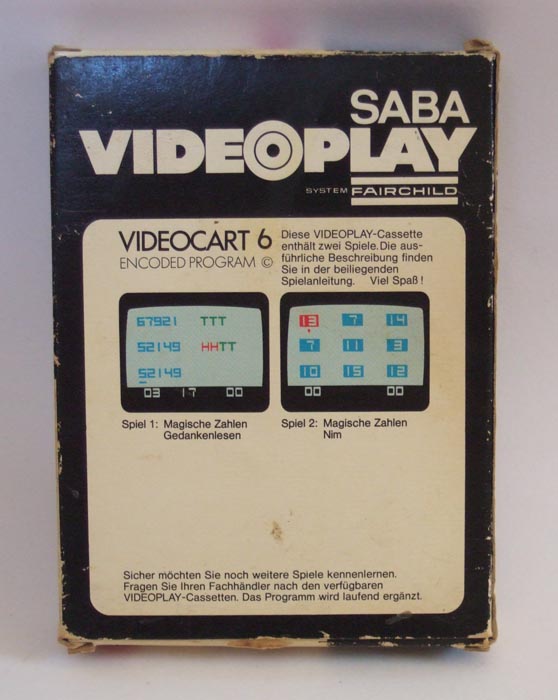 SABA
VIDEOPLAY
SYSTEM FAIRCHILD
VIDEOCART 6
ENCODED PROGRAM ©
Diese VIDEOPLAY-Cassette
enthält zwei Spiele.Die aus-
führliche Beschreibung finden
Sie in der beiliegenden
Spielanleitung. Viel Spaß!
67921 TTT
52149 HHTT
52149
03 17 00
13 7 14
7 11 3
10 15 12
00 00
Spiel 1: Magische Zahlen
Gedankenlesen
Spiel 2: Magische Zahlen
Nim
Sicher möchten Sie noch weitere Spiele kennenlernen.
Fragen Sie Ihren Fachhändler nach den verfügbaren
VIDEOPLAY-Cassetten. Das Programm wird laufend ergänzt.